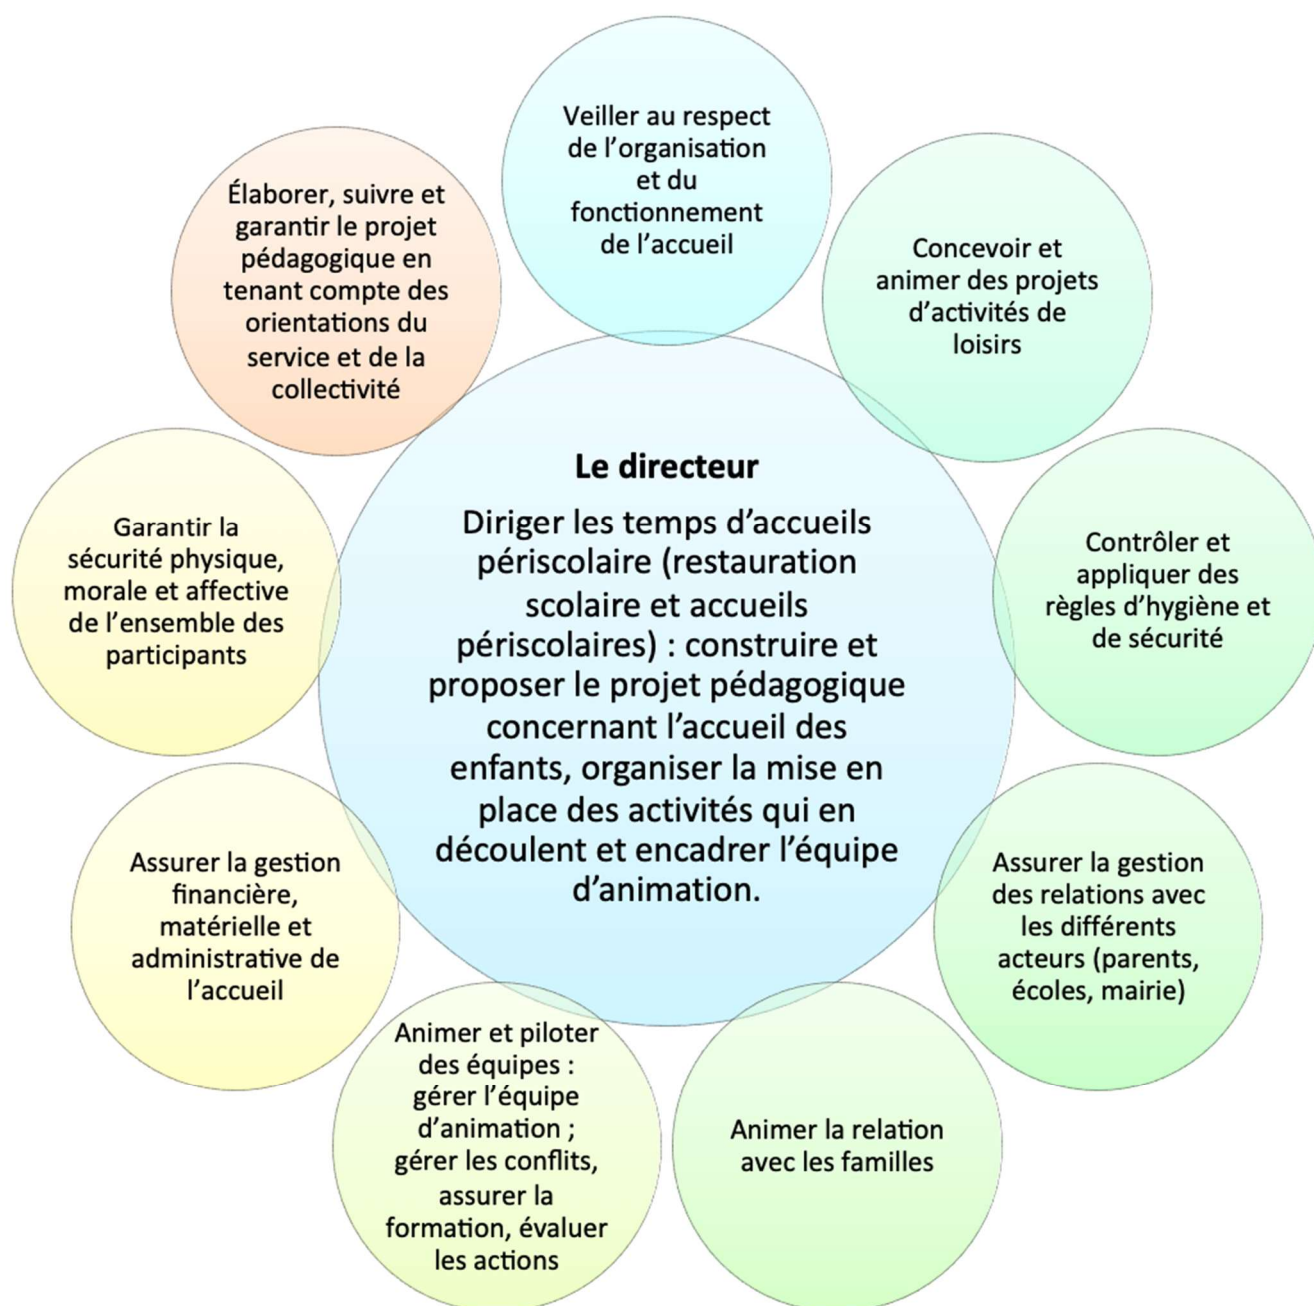 Veiller au respect
de l'organisation
et du
fonctionnement
de l'accueil
Concevoir et
animer des projets
d'activités de
loisirs
Contrôler et
appliquer des
règles d'hygiène et
de sécurité
Assurer la gestion
des relations avec
les différents
acteurs (parents,
écoles, mairie)
Animer la relation
avec les familles
Animer et piloter
des équipes :
gérer l'équipe
d'animation ;
gérer les conflits,
assurer la
formation, évaluer
les actions
Assurer la gestion
financière,
matérielle et
administrative de
l'accueil
Garantir la
sécurité physique,
morale et affective
de l'ensemble des
participants
Élaborer, suivre et
garantir le projet
pédagogique en
tenant compte des
orientations du
service et de la
collectivité
Le directeur
Diriger les temps d'accueils
périscolaire (restauration
scolaire et accueils
périscolaires) : construire et
proposer le projet pédagogique
concernant l'accueil des
enfants, organiser la mise en
place des activités qui en
découlent et encadrer l'équipe
d'animation.